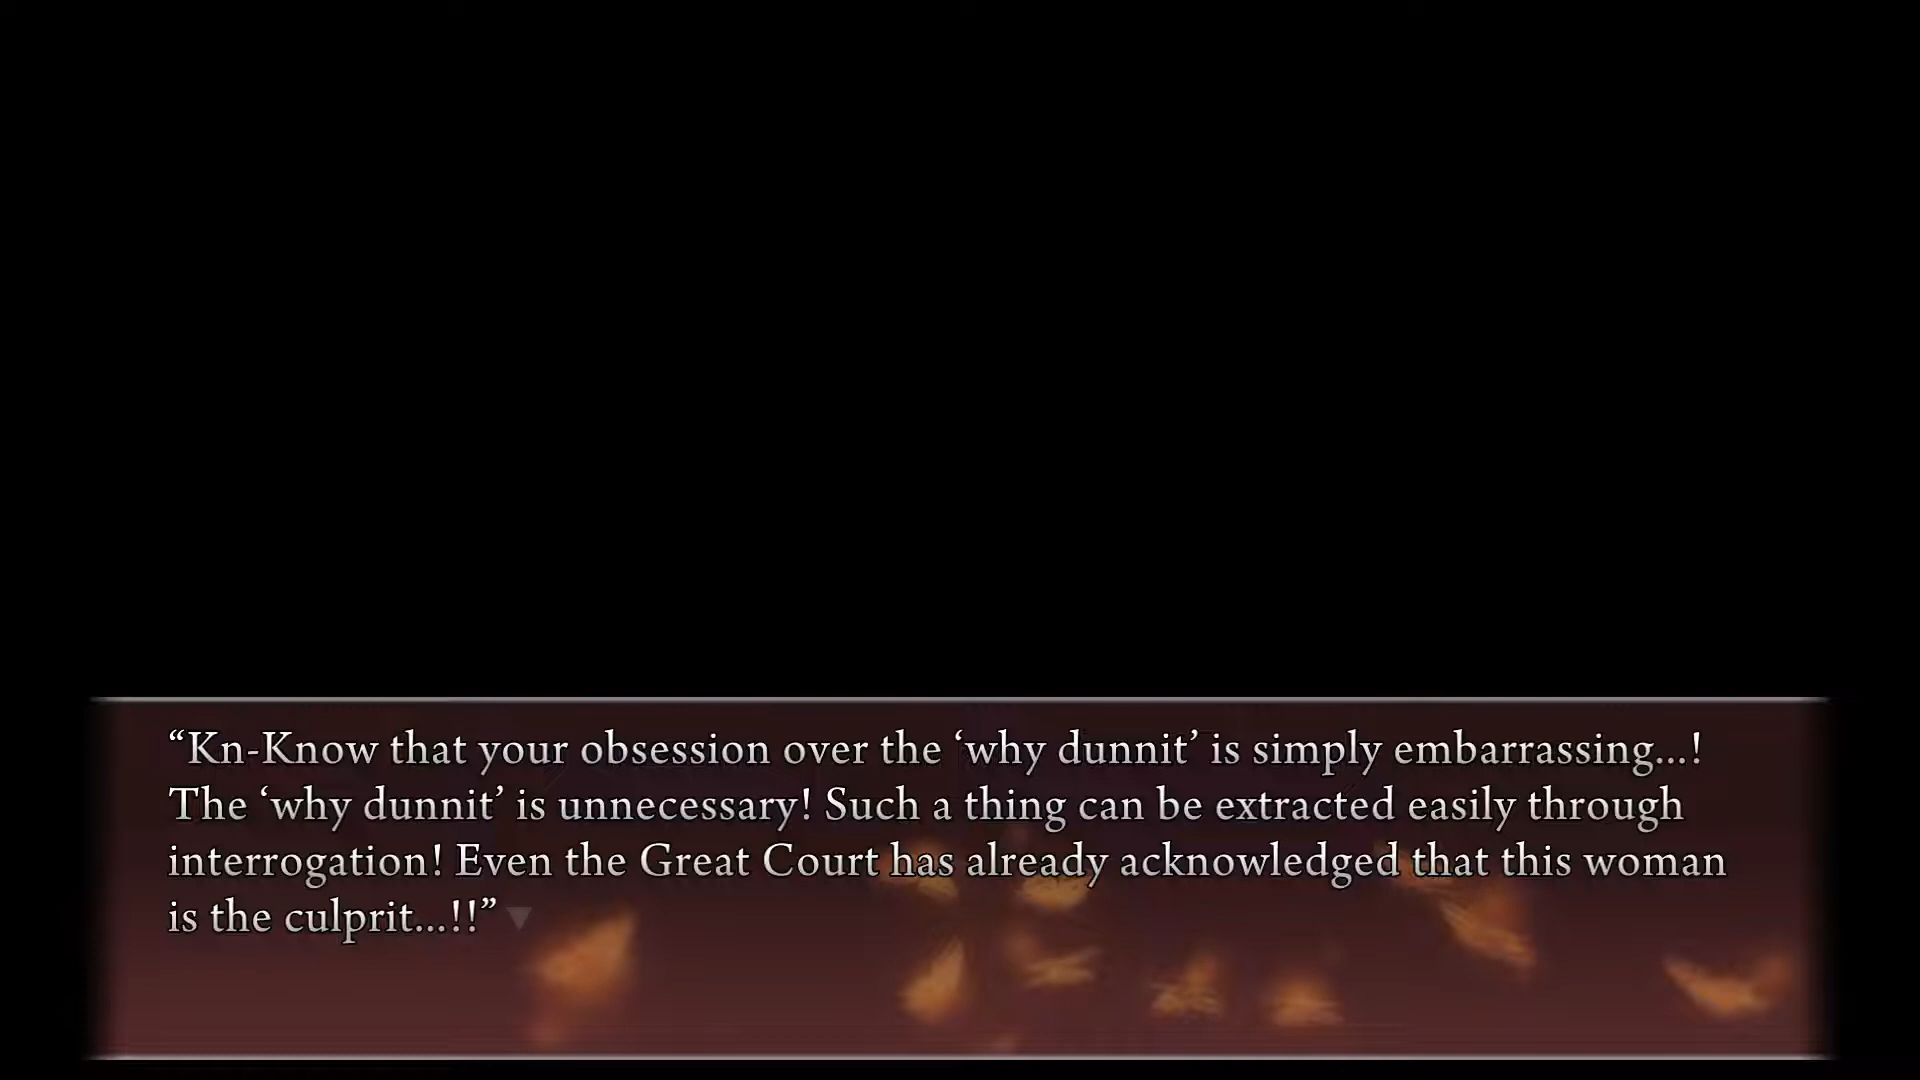 “Kn-Know that your obsession over the ‘why dunnit’ is simply embarrassing...!
The ‘why dunnit’ is unnecessary! Such a thing can be extracted easily through
interrogation! Even the Great Court has already acknowledged that this woman
is the culprit...!!”